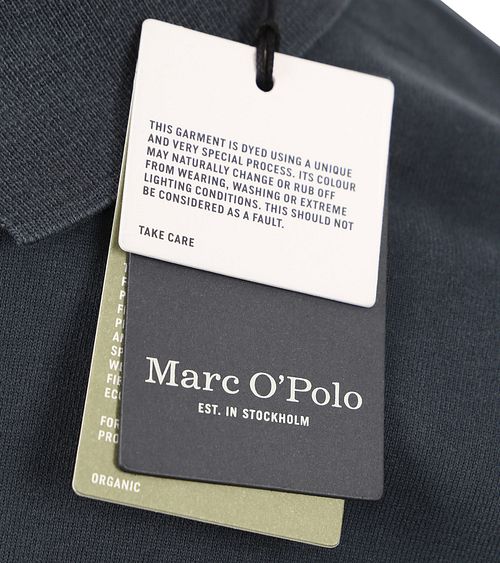 THIS GARMENT IS DYED USING A UNIQUE
AND VERY SPECIAL PROCESS. ITS COLOUR
MAY NATURALLY CHANGE OR RUB OFF
FROM WEARING, WASHING OR EXTREME
LIGHTING CONDITIONS. THIS SHOULD NOT
BE CONSIDERED AS A FAULT.
TAKE CARE
Marc O'Polo
EST. IN STOCKHOLM
ORGANIC